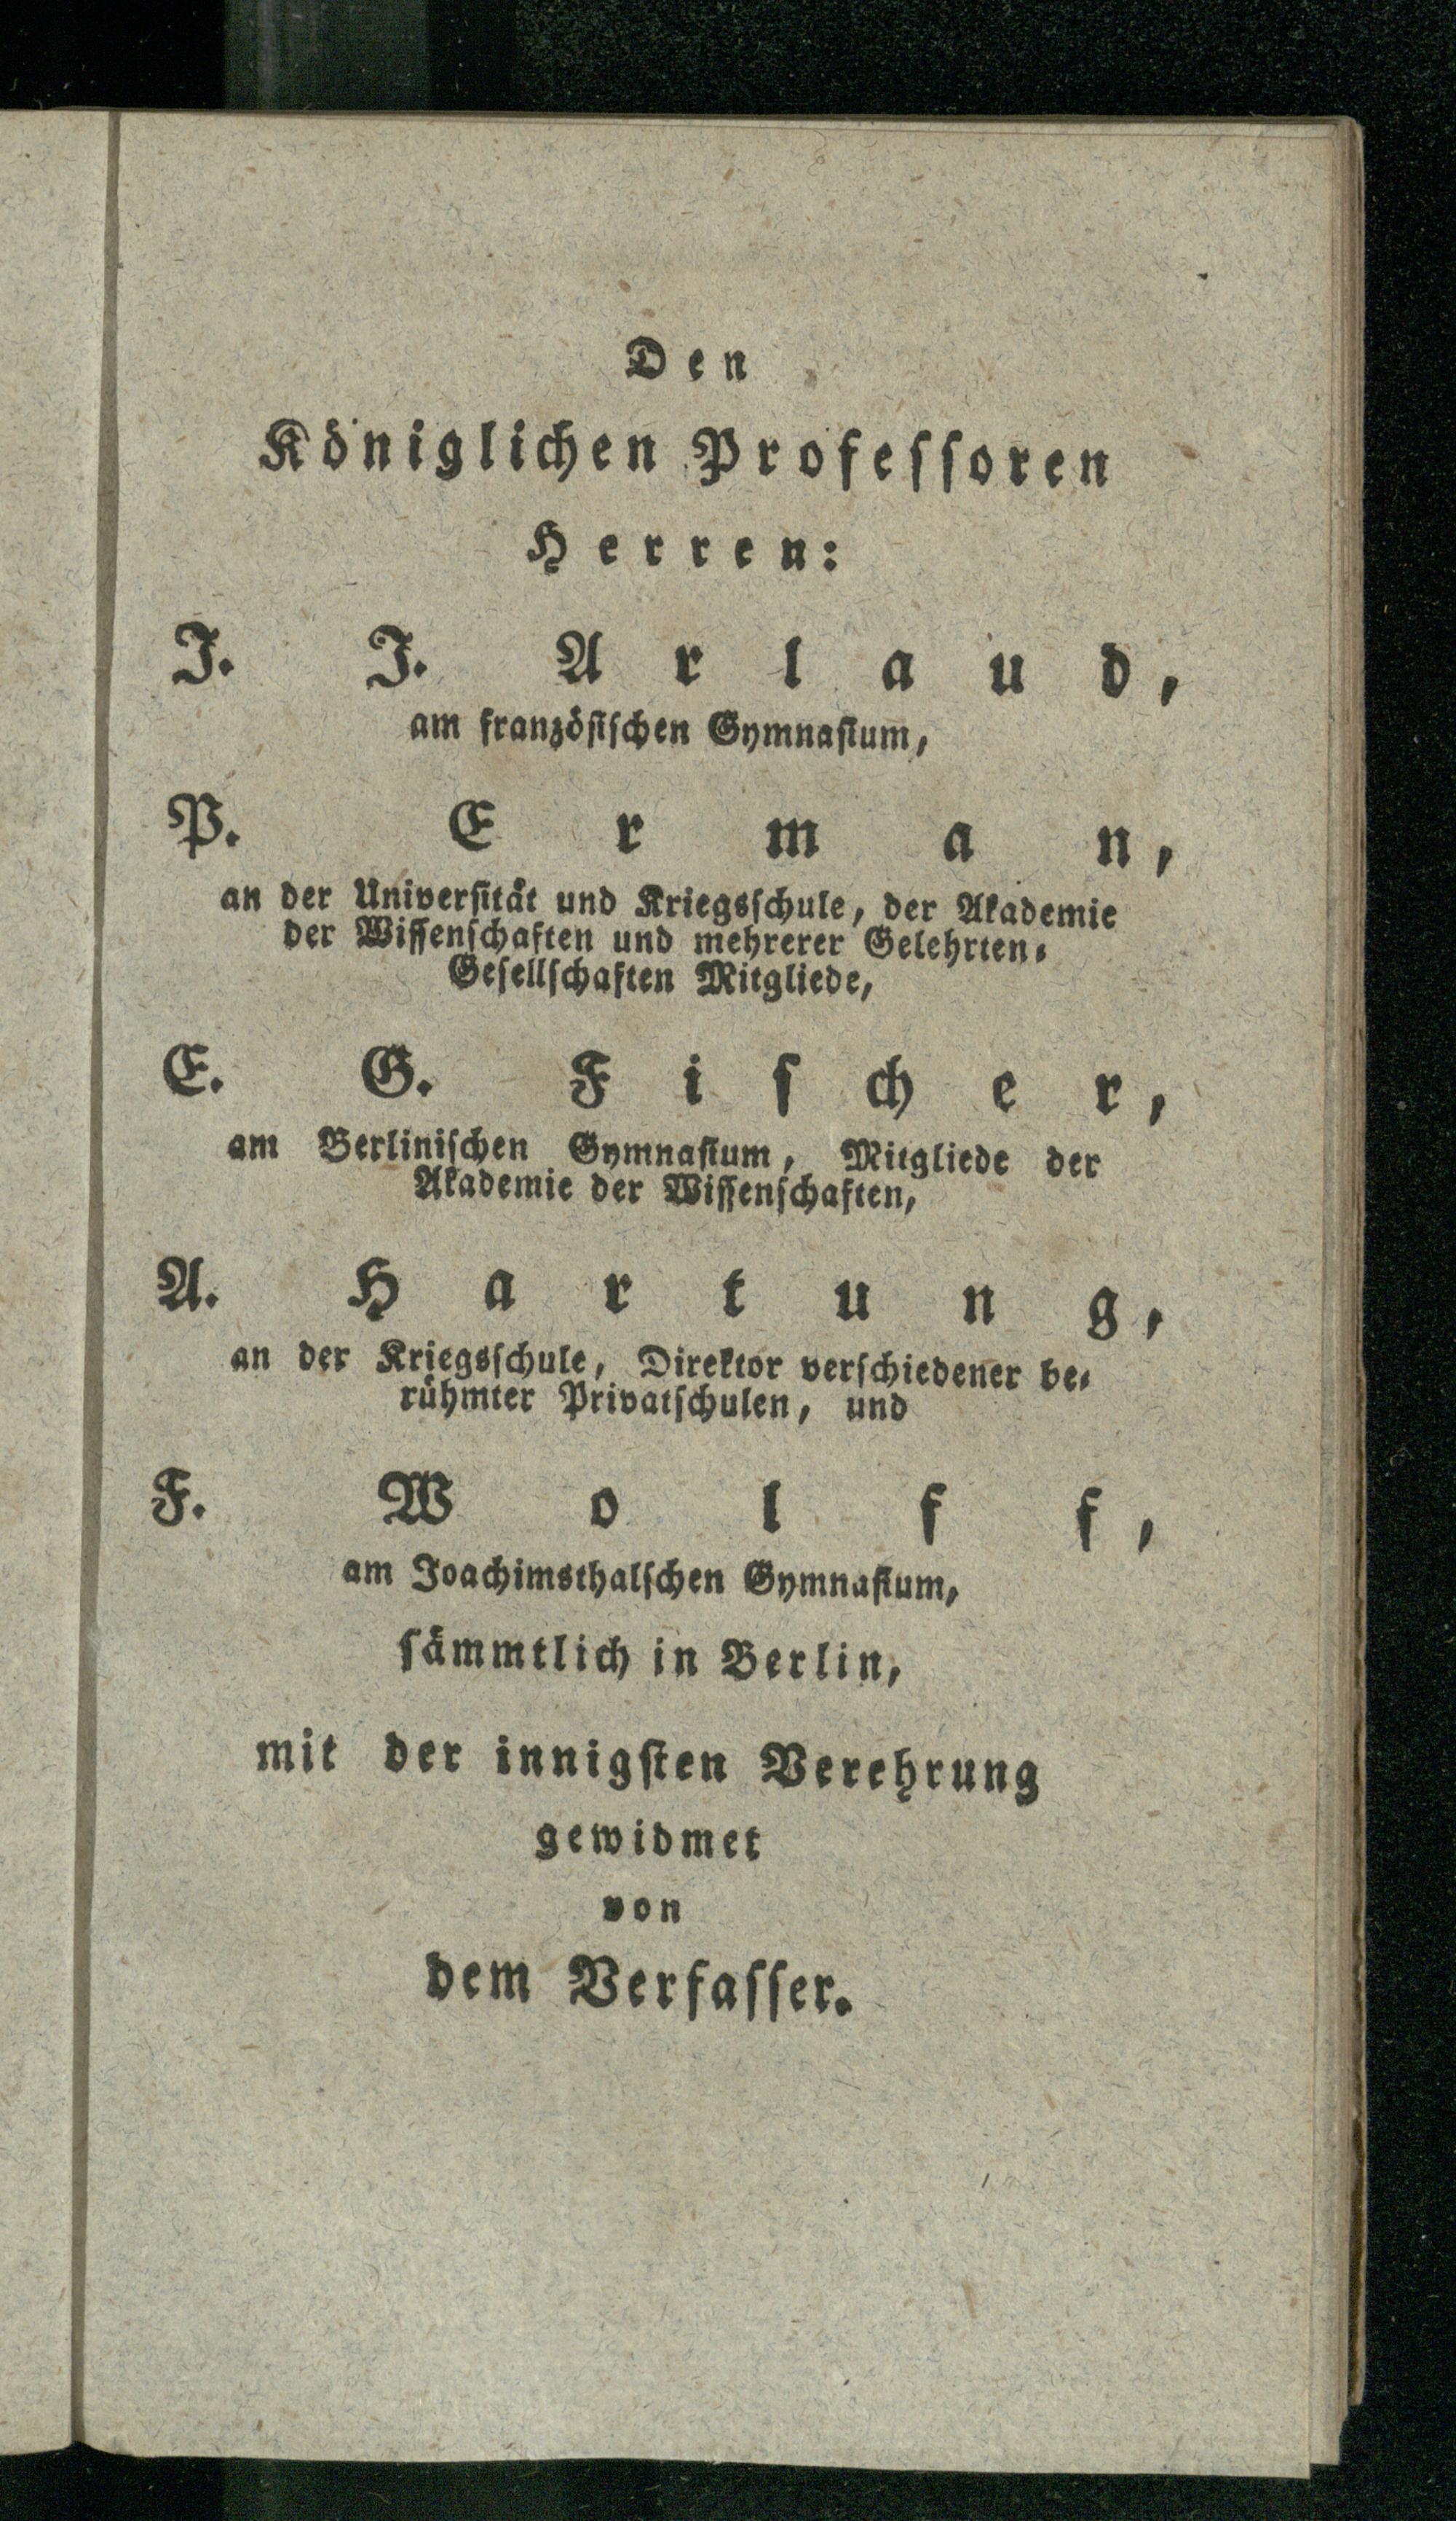 Den
Königlichen Professoren
Herren:
J. J. Arlaud,
am französischen Gymnasium,
P. Erman,
an der Universität und Kriegsschule, der Akademie
der Wissenschaften und mehrerer Gelehrten-
Gesellschaften Mitgliede,
E. G. Fischer,
am Berlinischen Gymnasium, Mitgliede der
Akademie der Wissenschaften,
A. Hartung,
an der Kriegsschule, Direktor verschiedener be-
rühmter Privatschulen, und
F. Wolff,
am Joachimsthalschen Gymnasium,
sämmtlich in Berlin,
mit der innigsten Verehrung
gewidmet
von
dem Verfasser.